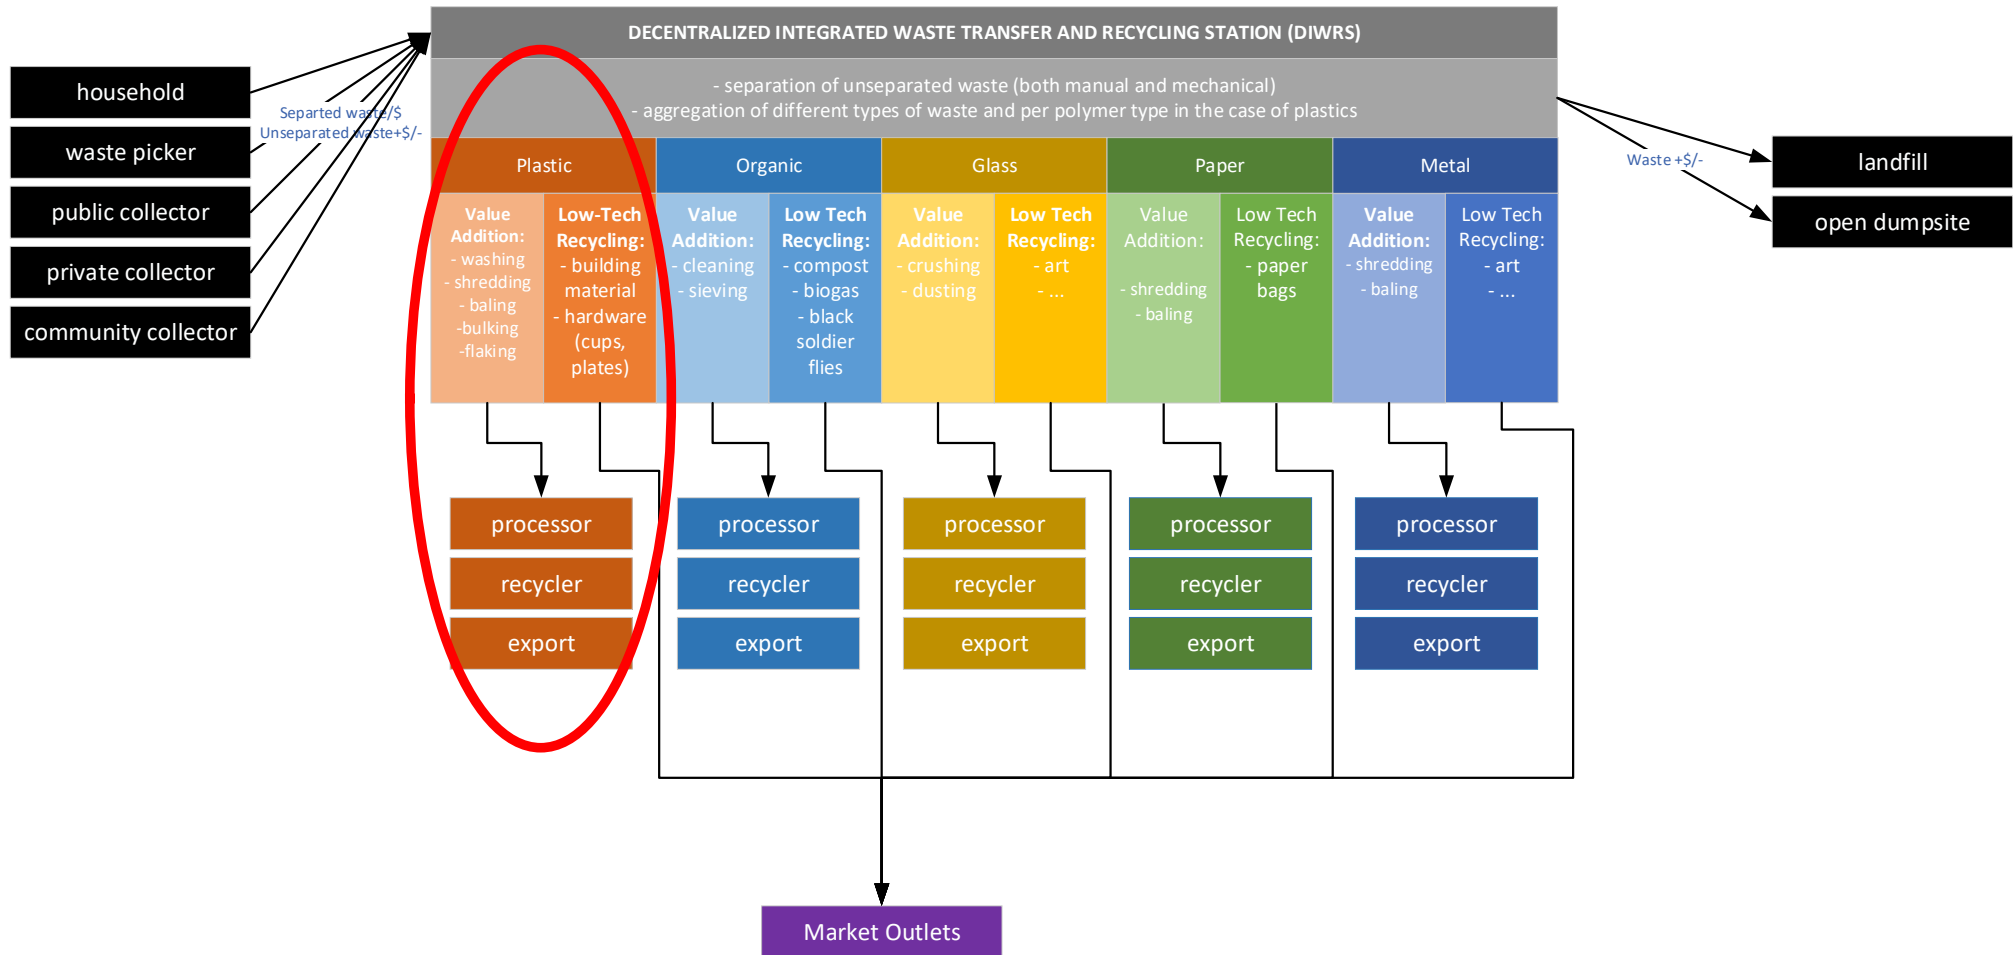 DECENTRALIZED INTEGRATED WASTE TRANSFER AND RECYCLING STATION (DIWRS)
- separation of unseparated waste (both manual and mechanical)
- aggregation of different types of waste and per polymer type in the case of plastics
household
waste picker
public collector
private collector
community collector
Separted waste/$
Unseparated waste+$/-
Waste +$/-
landfill
open dumpsite
Plastic
Value
Addition:
- washing
- shredding
- baling
-bulking
-flaking
Low-Tech
Recycling:
- building
material
- hardware
(cups,
plates)
Organic
Value
Addition:
- cleaning
- sieving
Low Tech
Recycling:
- compost
- biogas
- black
soldier
flies
Glass
Value
Addition:
- crushing
- dusting
Low Tech
Recycling:
- art
- ...
Paper
Value
Addition:
- shredding
- baling
Low Tech
Recycling:
- paper
bags
Metal
Value
Addition:
- shredding
- baling
Low Tech
Recycling:
- art
- ...
processor
recycler
export
processor
recycler
export
processor
recycler
export
processor
recycler
export
processor
recycler
export
Market Outlets